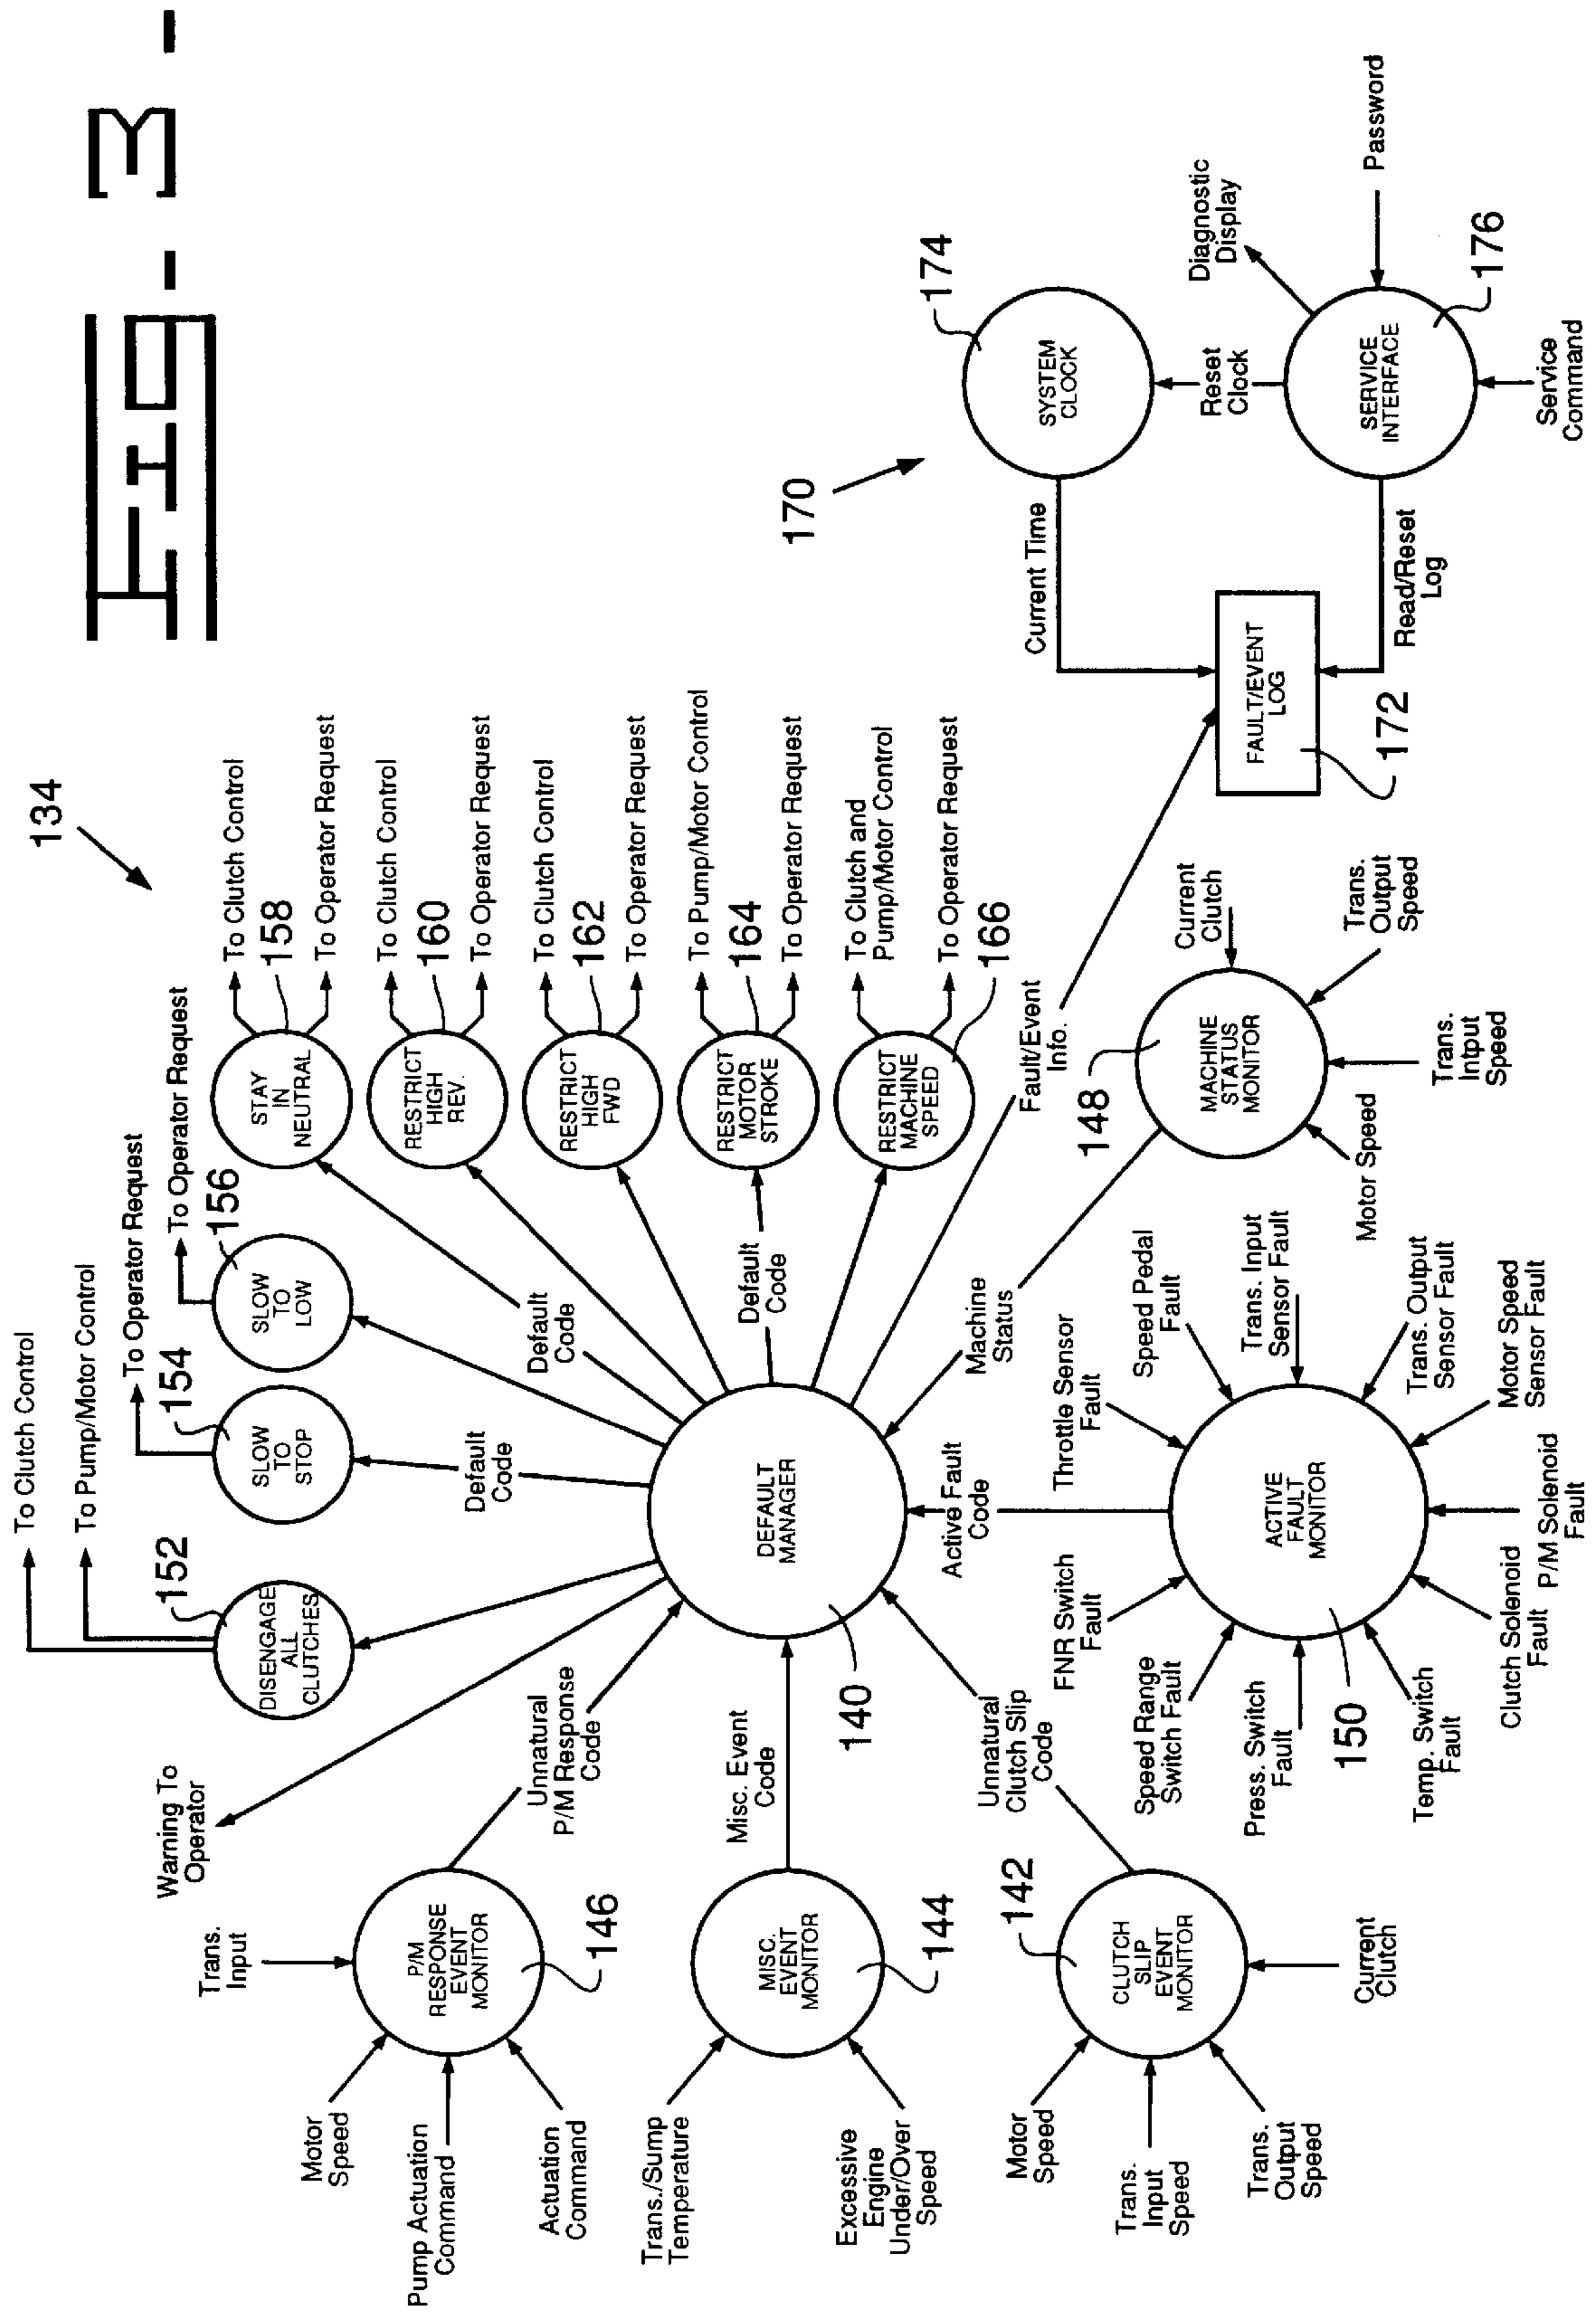 Fig-3-
134
To Clutch Control
To Pump/Motor Control
To Operator Request
To Operator Request
152
154
156
DISENGAGE
ALL
CLUTCHES
SLOW
TO
STOP
SLOW
TO
LOW
STAY
IN
NEUTRAL
158
To Clutch Control
To Operator Request
RESTRICT
HIGH
REV.
160
To Clutch Control
To Operator Request
RESTRICT
HIGH
FWD
162
To Clutch Control
To Operator Request
RESTRICT
MOTOR
STROKE
164
To Pump/Motor Control
To Operator Request
RESTRICT
MACHINE
SPEED
166
To Clutch and
Pump/Motor Control
To Operator Request
Warning To
Operator
Default
Code
Default
Code
Default
Code
Trans.
Input
Motor
Speed
Pump Actuation
Command
Actuation
Command
P/M
RESPONSE
EVENT
MONITOR
146
Unnatural
P/M Response
Code
Trans./Sump
Temperature
Excessive
Engine
Under/Over
Speed
MISC.
EVENT
MONITOR
144
Misc. Event
Code
DEFAULT
MANAGER
140
Motor
Speed
Trans.
Input
Speed
Trans.
Output
Speed
Current
Clutch
CLUTCH
SLIP
EVENT
MONITOR
142
Unnatural
Clutch Slip
Code
Active Fault
Code
Machine
Status
Fault/Event
Info.
FNR Switch
Fault
Speed Range
Switch Fault
Press. Switch
Fault
Temp. Switch
Fault
Clutch Solenoid
Fault
P/M Solenoid
Fault
Motor Speed
Sensor Fault
Trans. Output
Sensor Fault
Trans. Input
Sensor Fault
Speed Pedal
Fault
Throttle Sensor
Fault
ACTIVE
FAULT
MONITOR
150
MACHINE
STATUS
MONITOR
148
Current
Clutch
Trans.
Output
Speed
Trans.
Intput
Speed
Motor Speed
170
FAULT/EVENT
LOG
172
Current Time
Read/Reset
Log
SYSTEM
CLOCK
174
Reset
Clock
SERVICE
INTERFACE
176
Diagnostic
Display
Password
Service
Command